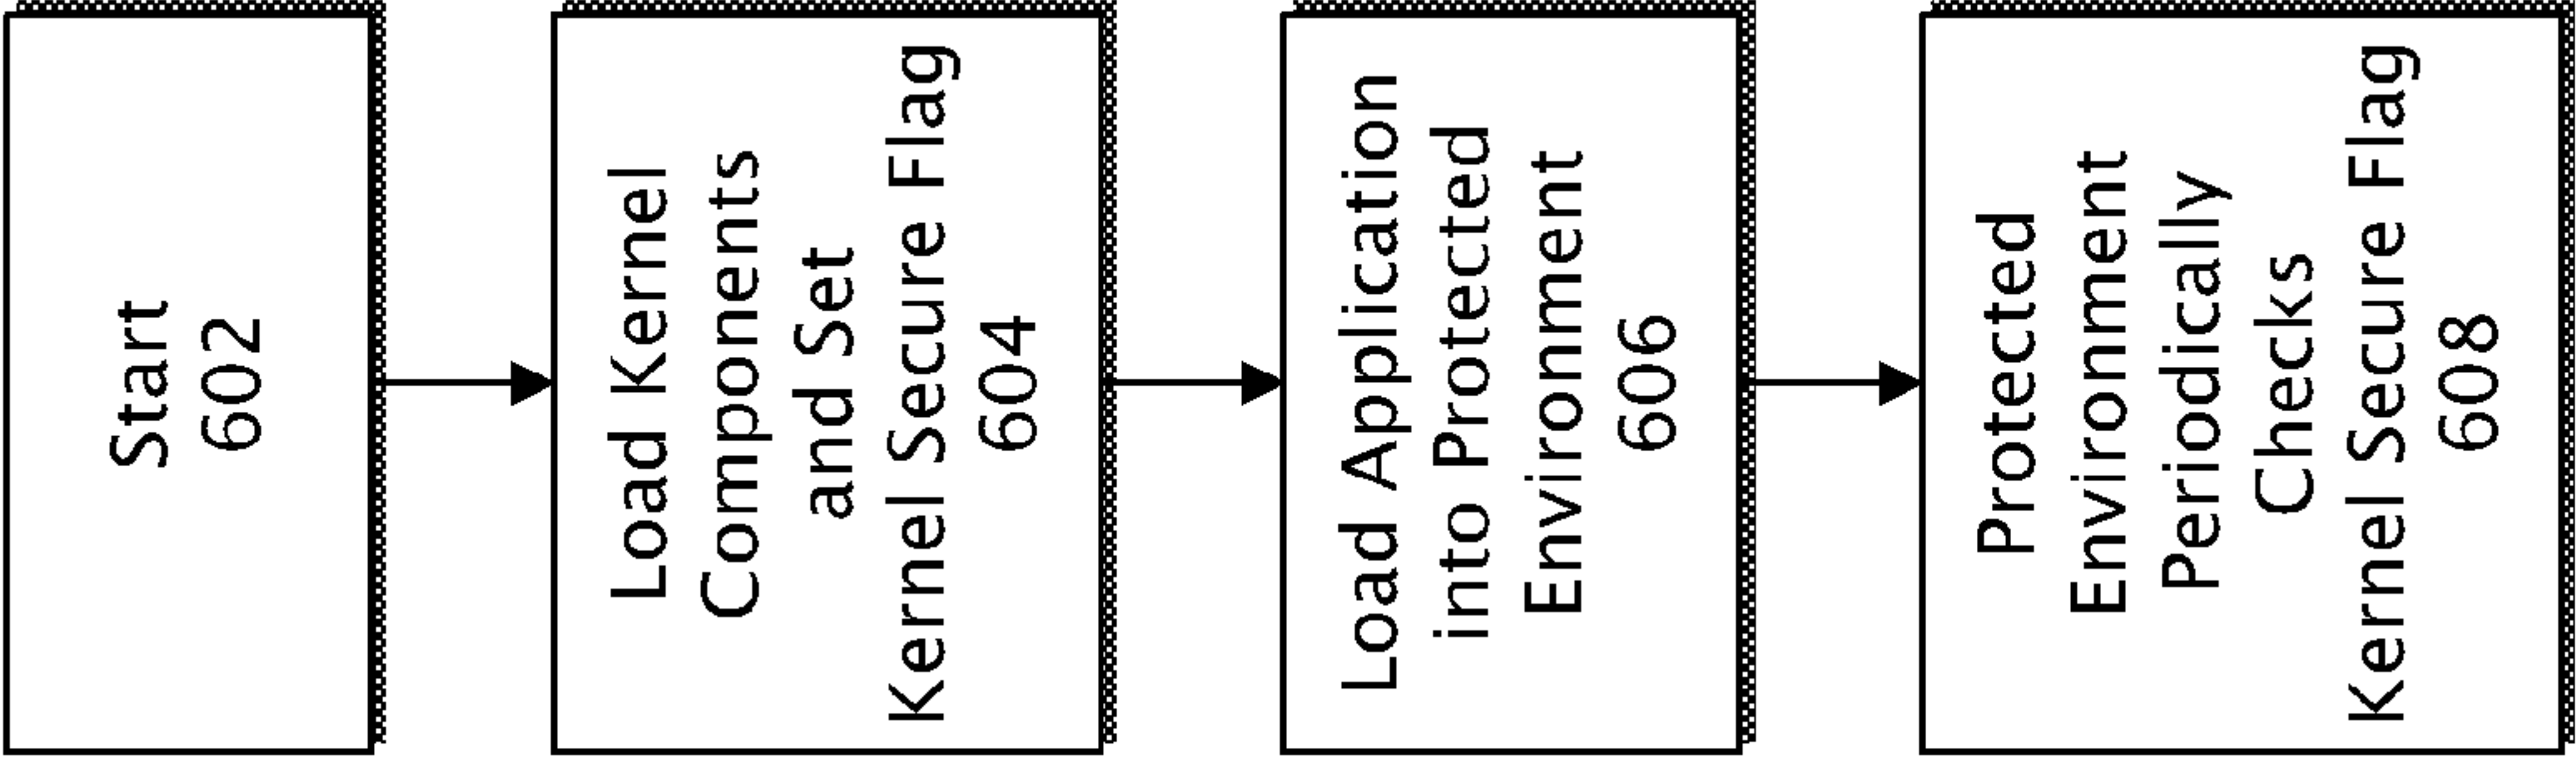 Start
602
Load Kernel
Components
and Set
Kernel Secure Flag
604
Load Application
into Protected
Environment
606
Protected
Environment
Periodically
Checks
Kernel Secure Flag
608